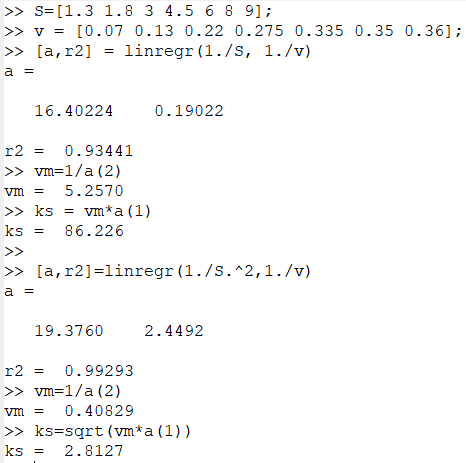 >> S=[1.3 1.8 3 4.5 6 8 9];
>> v = [0.07 0.13 0.22 0.275 0.335 0.35 0.36];
>> [a,r2] = linregr(1./S, 1./v)
a =
16.40224 0.19022
r2 = 0.93441
>> vm=1/a(2)
vm = 5.2570
>> ks = vm*a(1)
ks = 86.226
>>
>> [a,r2]=linregr(1./S.^2,1./v)
a =
19.3760 2.4492
r2 = 0.99293
>> vm=1/a(2)
vm = 0.40829
>> ks=sqrt(vm*a(1))
ks = 2.8127